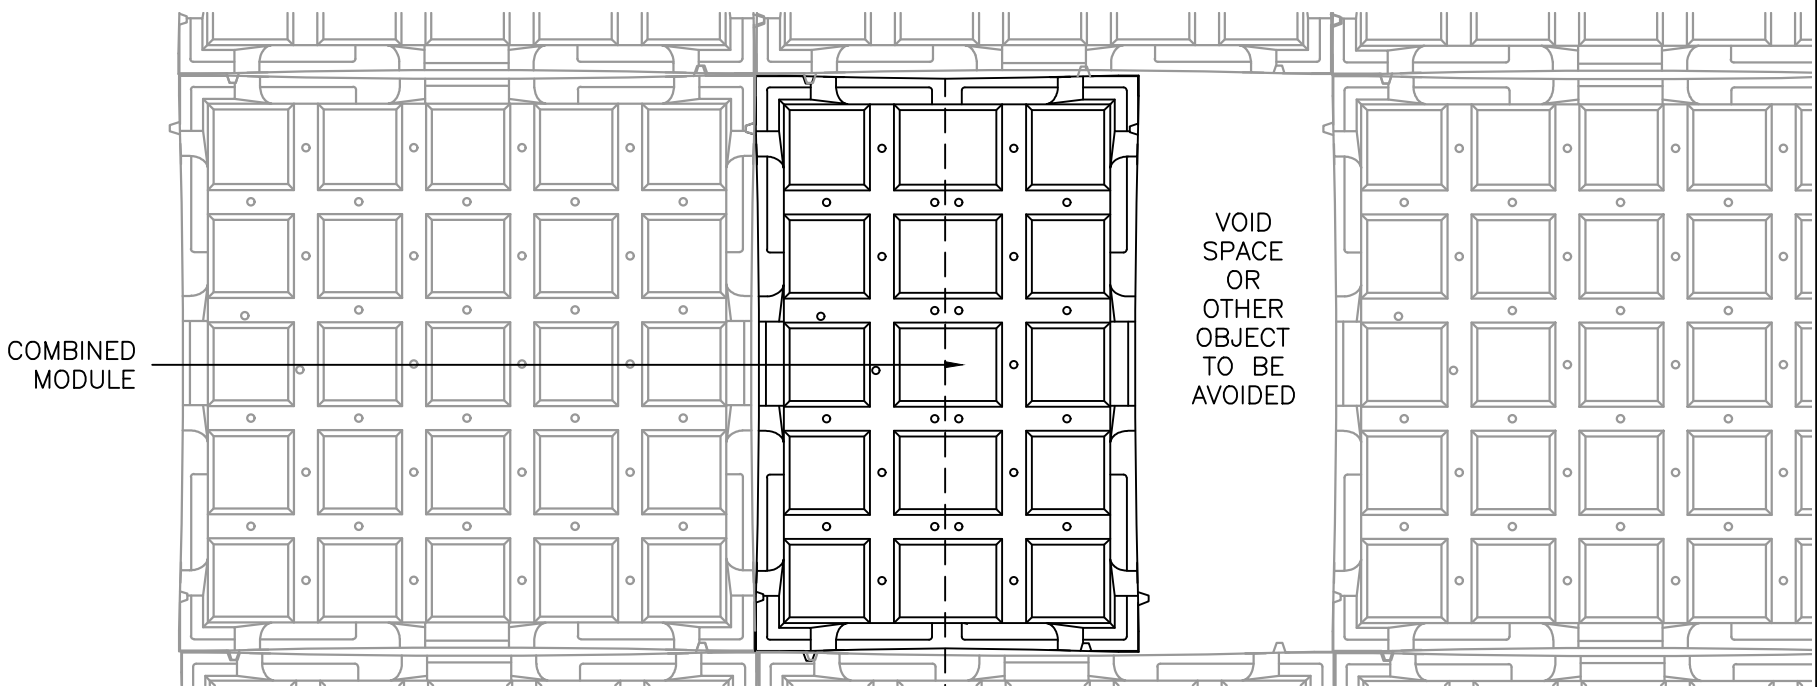 COMBINED
MODULE
VOID
SPACE
OR
OTHER
OBJECT
TO BE
AVOIDED